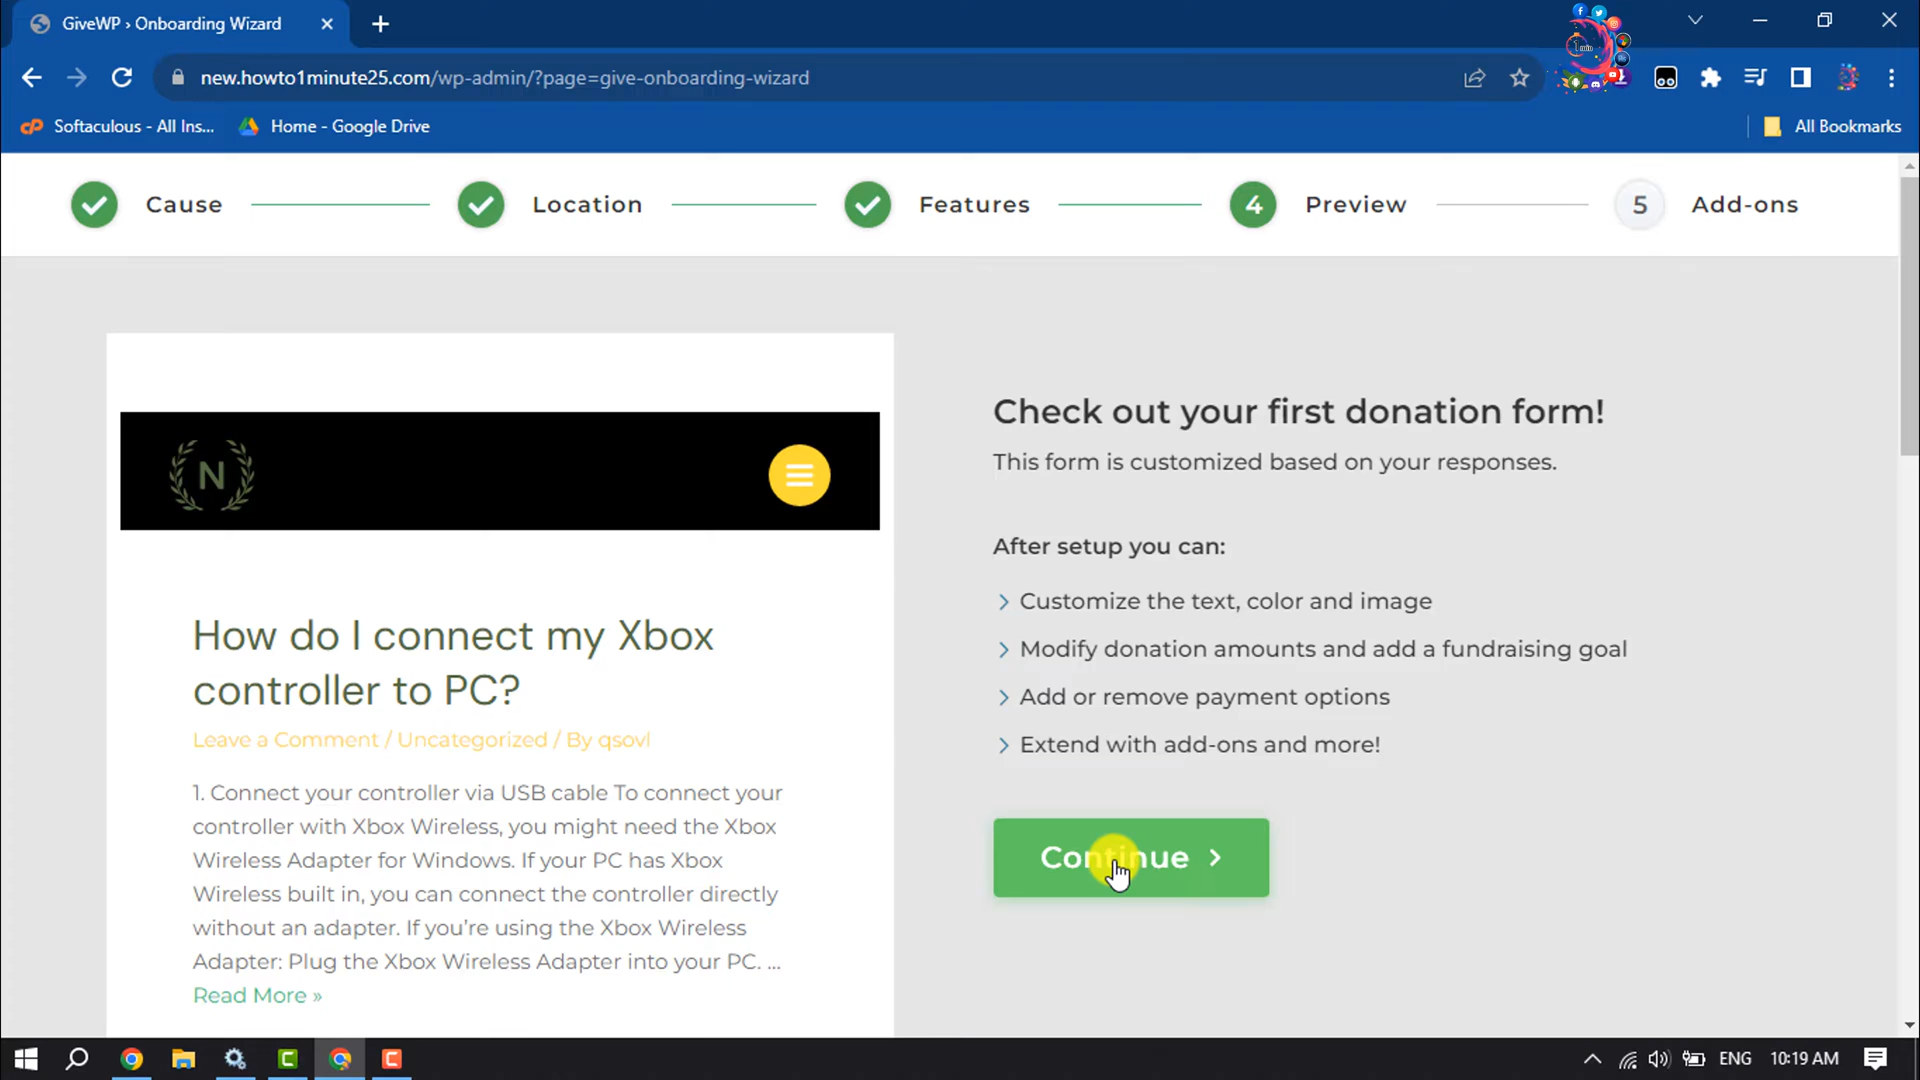 GiveWP › Onboarding Wizard
1min
new.howto1minute25.com/wp-admin/?page=give-onboarding-wizard
Softaculous - All Ins...
Home - Google Drive
All Bookmarks
Cause
Location
Features
4 Preview
5 Add-ons
N
How do I connect my Xbox
controller to PC?
Leave a Comment / Uncategorized / By qsovl
1. Connect your controller via USB cable To connect your
controller with Xbox Wireless, you might need the Xbox
Wireless Adapter for Windows. If your PC has Xbox
Wireless built in, you can connect the controller directly
without an adapter. If you’re using the Xbox Wireless
Adapter: Plug the Xbox Wireless Adapter into your PC. ...
Read More »
Check out your first donation form!
This form is customized based on your responses.
After setup you can:
Customize the text, color and image
Modify donation amounts and add a fundraising goal
Add or remove payment options
Extend with add-ons and more!
Continue
ENG
10:19 AM